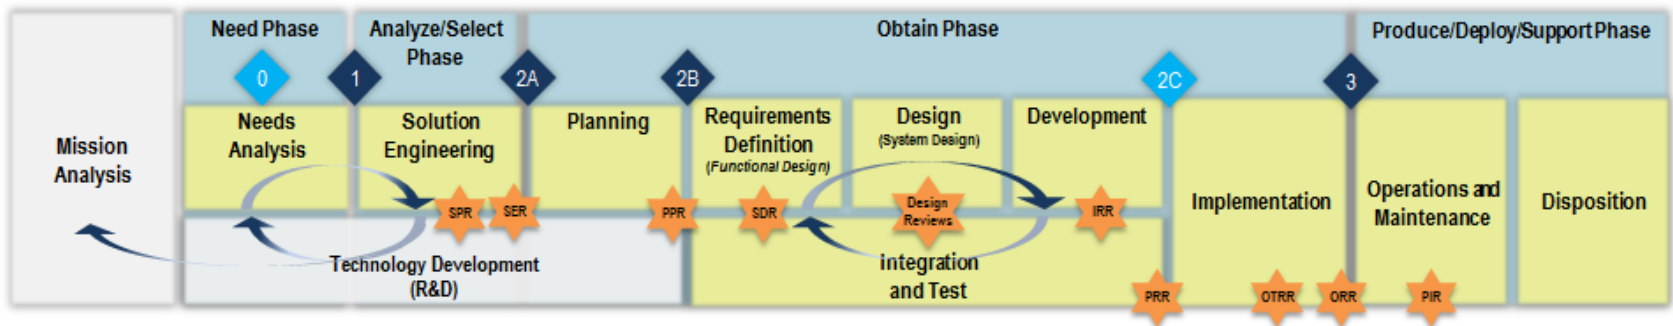 Need Phase
Analyze/Select
Phase
Obtain Phase
Produce/Deploy/Support Phase
0
1
2A
2B
2C
3
Mission
Analysis
Needs
Analysis
Solution
Engineering
Planning
Requirements
Definition
(Functional Design)
Design
(System Design)
Development
Implementation
Operations and
Maintenance
Disposition
SPR
SER
PPR
SDR
Design
Reviews
IRR
Technology Development
(R&D)
Integration
and Test
PRR
OTRR
ORR
PIR